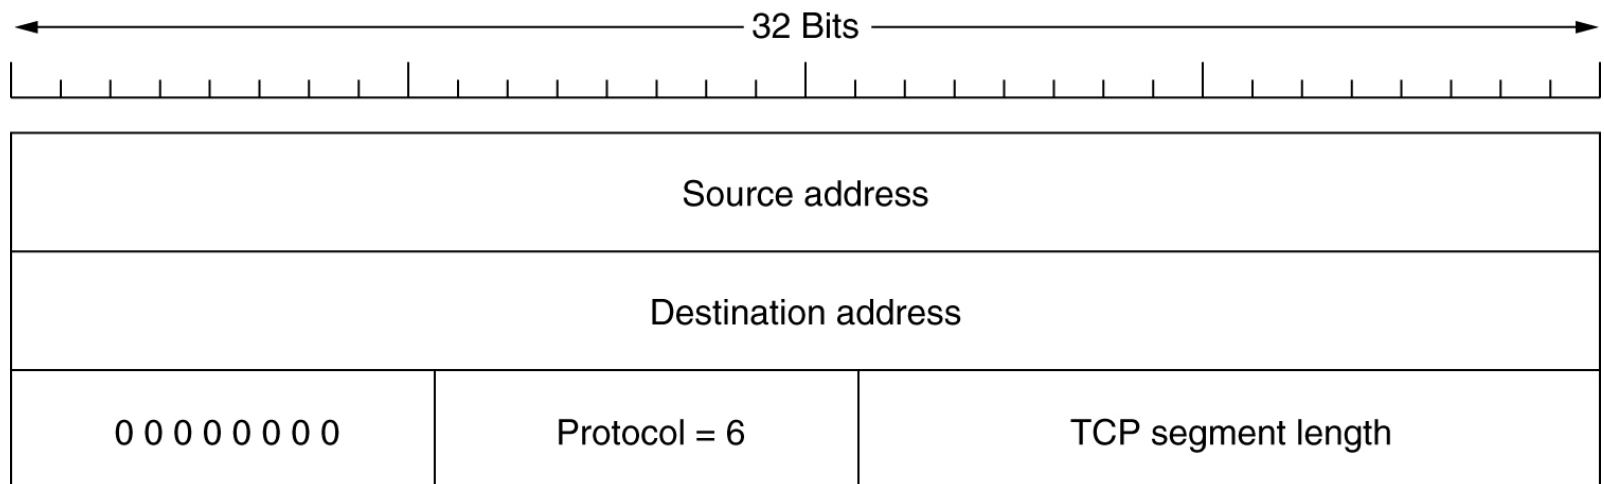 32 Bits
Source address
Destination address
0 0 0 0 0 0 0 0
Protocol = 6
TCP segment length